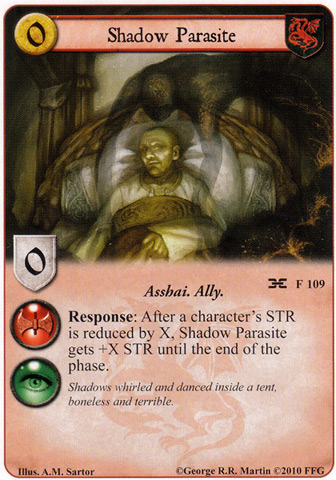 0
Shadow Parasite
0
Asshai. Ally.
F 109
Response: After a character's STR
is reduced by X, Shadow Parasite
gets +X STR until the end of the
phase.
Shadows whirled and danced inside a tent,
boneless and terrible.
Illus. A.M. Sartor
©George R.R. Martin ©2010 FFG